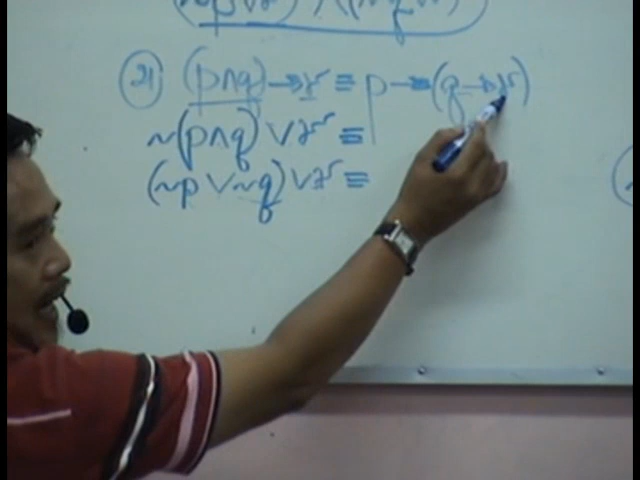 21 (p∧q)→r ≡ p→(q→r)
~(p∧q)∨r ≡
(~p∨~q)∨r ≡